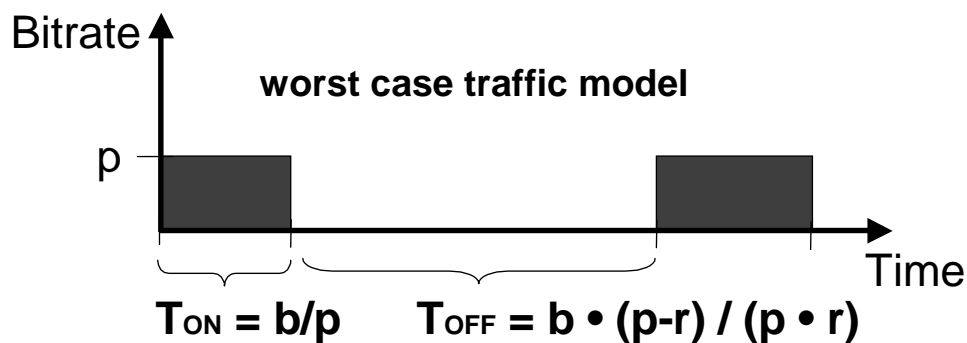 Bitrate
worst case traffic model
p
Time
TON = b/p
TOFF = b • (p-r) / (p • r)